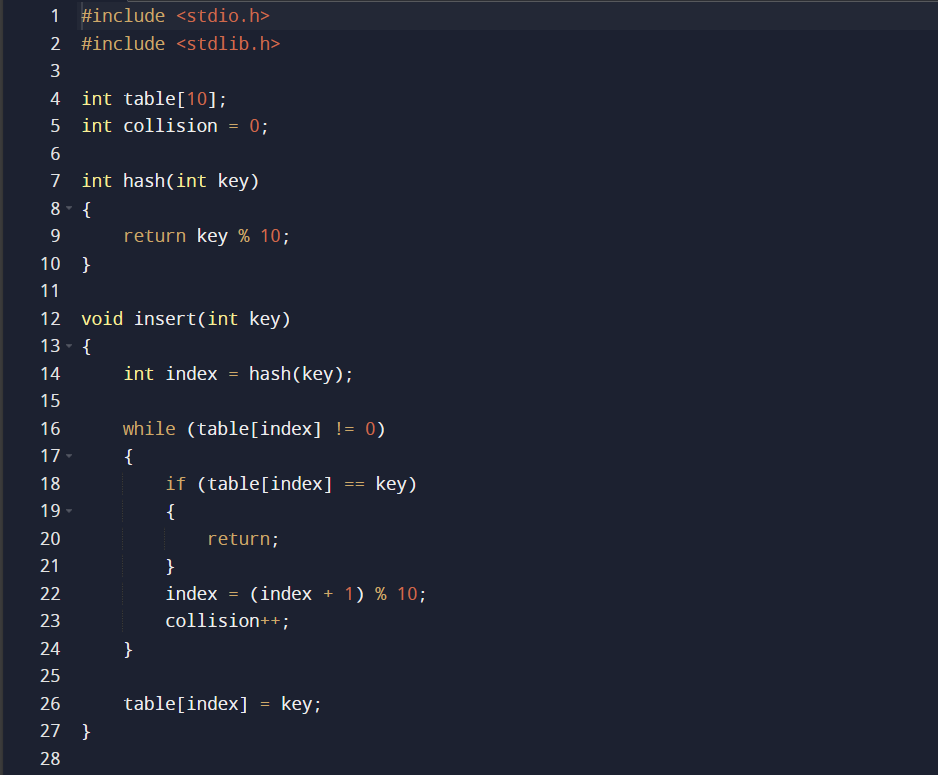 1 #include <stdio.h>
2 #include <stdlib.h>
3
4 int table[10];
5 int collision = 0;
6
7 int hash(int key)
8 {
9     return key % 10;
10 }
11
12 void insert(int key)
13 {
14     int index = hash(key);
15
16     while (table[index] != 0)
17     {
18         if (table[index] == key)
19         {
20             return;
21         }
22         index = (index + 1) % 10;
23         collision++;
24     }
25
26     table[index] = key;
27 }
28